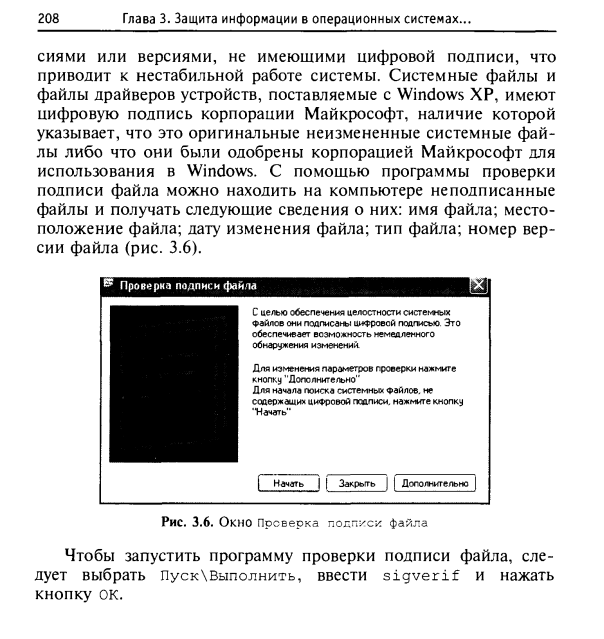 208 Глава 3. Защита информации в операционных системах...
сиями или версиями, не имеющими цифровой подписи, что
приводит к нестабильной работе системы. Системные файлы и
файлы драйверов устройств, поставляемые с Windows XP, имеют
цифровую подпись корпорации Майкрософт, наличие которой
указывает, что это оригинальные неизмененные системные фай-
лы либо что они были одобрены корпорацией Майкрософт для
использования в Windows. С помощью программы проверки
подписи файла можно находить на компьютере неподписанные
файлы и получать следующие сведения о них: имя файла; место-
положение файла; дату изменения файла; тип файла; номер вер-
сии файла (рис. 3.6).
Проверка подписи файла
С целью обеспечения целостности системных
файлов они подписаны цифровой подписью. Это
обеспечивает возможность немедленного
обнаружения изменений.
Для изменения параметров проверки нажмите
кнопку "Дополнительно"
Для начала поиска системных файлов, не
содержащих цифровой подписи, нажмите кнопку
"Начать"
Начать Закрыть Дополнительно
Рис. 3.6. Окно Проверка подписи файла
Чтобы запустить программу проверки подписи файла, сле-
дует выбрать Пуск\Выполнить, ввести sigverif и нажать
кнопку ОК.